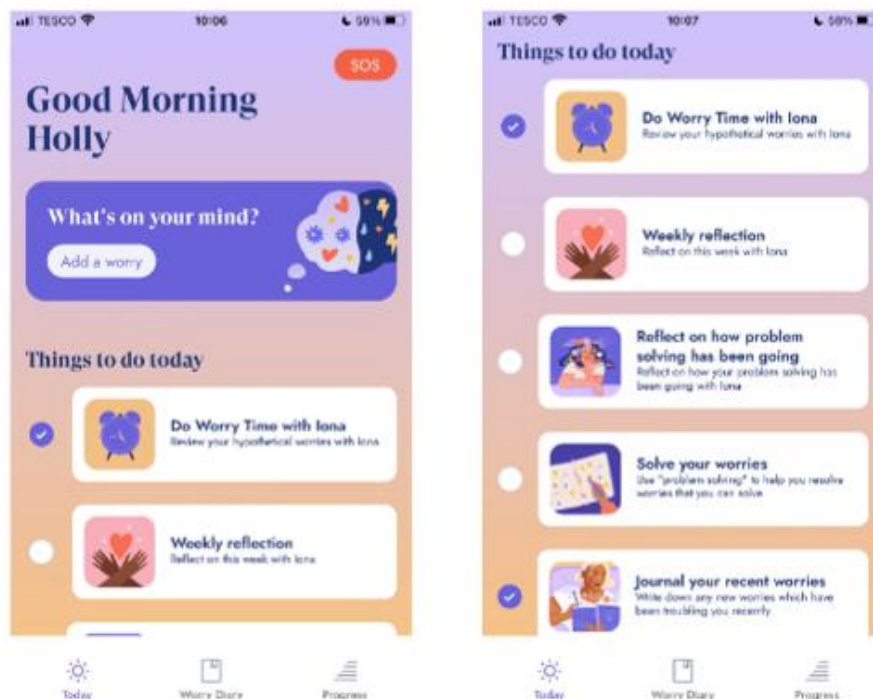 TESCO 10:06 59%
SOS
Good Morning
Holly
What's on your mind?
Add a worry
Things to do today
Do Worry Time with Iona
Review your hypothetical worries with Iona
Weekly reflection
Reflect on this week with Iona
Today Worry Diary Progress
TESCO 10:07 58%
Things to do today
Do Worry Time with Iona
Review your hypothetical worries with Iona
Weekly reflection
Reflect on this week with Iona
Reflect on how problem
solving has been going
Reflect on how your problem solving has
been going with Iona
Solve your worries
Use "problem solving" to help you resolve
worries that you can solve
Journal your recent worries
Write down any new worries which have
been troubling you recently
Today Worry Diary Progress